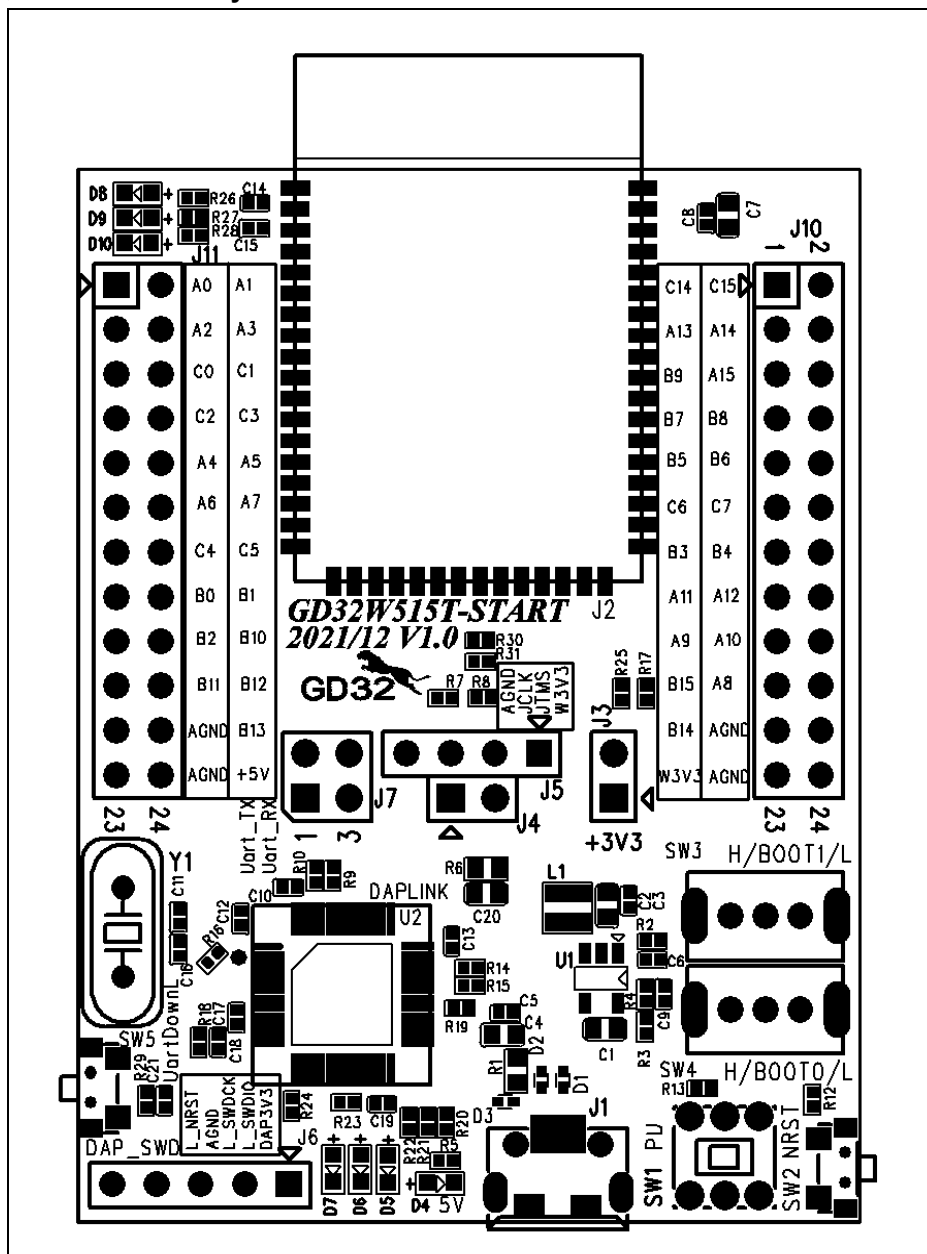 D8 + R26 C14
D9 + R27
D10 + R28 C15
C8 C7
J11
J10
1 2
A0 A1
A2 A3
C0 C1
C2 C3
A4 A5
A6 A7
C4 C5
B0 B1
B2 B10
B11 B12
AGND B13
AGND +5V
23 24
C14 C15
A13 A14
B9 A15
B7 B8
B5 B6
C6 C7
B3 B4
A11 A12
A9 A10
B15 A8
B14 AGND
W3V3 AGND
23 24
GD32W515T-START
2021/12 V1.0
J2
GD32
R30
R31
R7 R8
AGND
JCLK
JTMS
W3V3
R25 R17
J3
+3V3
J7
1 3
J5
J4
Uart_TX
Uart_RX
Y1
C11
C16
C12
C10
R10
R9
R16
DAPLINK
U2
R6
C20
C13
R14
R15
R19
L1
C2
C3
R2
C6
U1
R4
C9
R3
C1
C5
C4
R1
D2
D1
D3
SW3 H/BOOT1/L
SW4 H/BOOT0/L
R13
R12
UartDownL
SW5
R29
C21
R18
C17
C18
R24
L_NRST
AGND
L_SWDCK
L_SWDIO
DAP3V3
J6
DAP_SWD
R23 C19
R22
R21
R20
R5
+ + +
D7 D6 D5
+
D4 5V
J1
SW1 PU
SW2 NRST